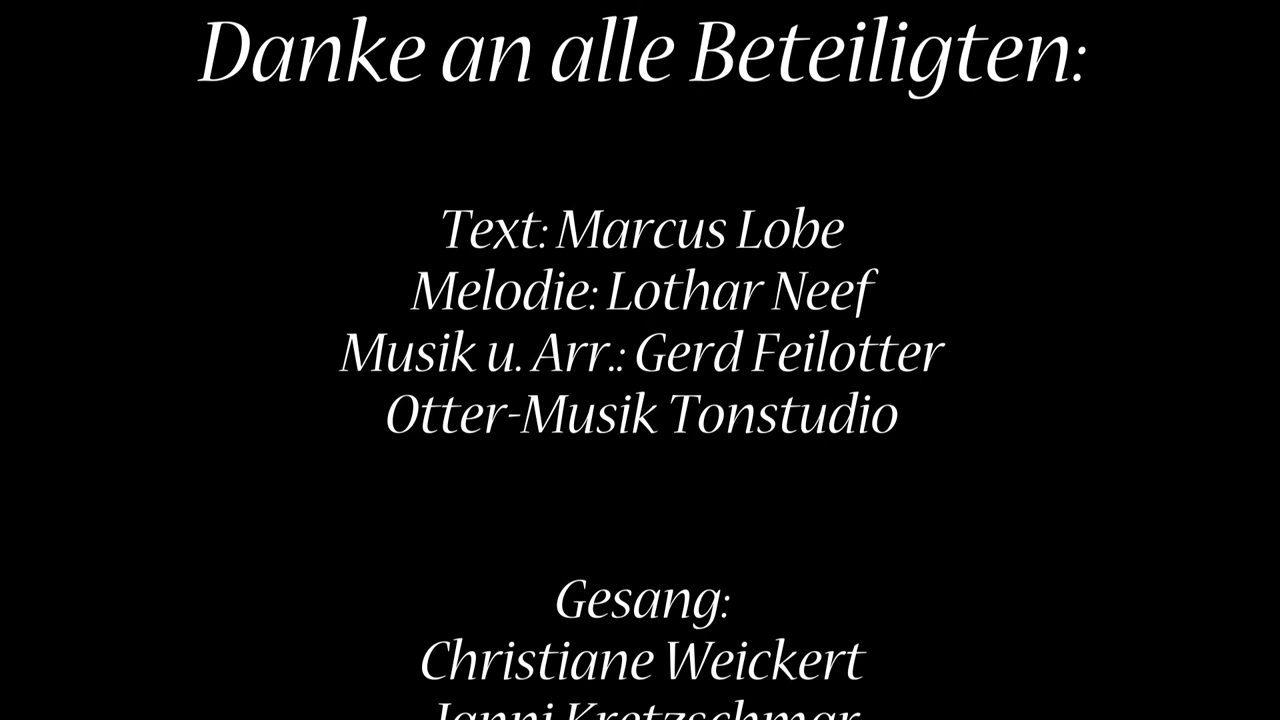 Danke an alle Beteiligten:
Text: Marcus Lobe
Melodie: Lothar Neef
Musik u. Arr.: Gerd Feilotter
Otter-Musik Tonstudio
Gesang:
Christiane Weickert
Kretzschmar